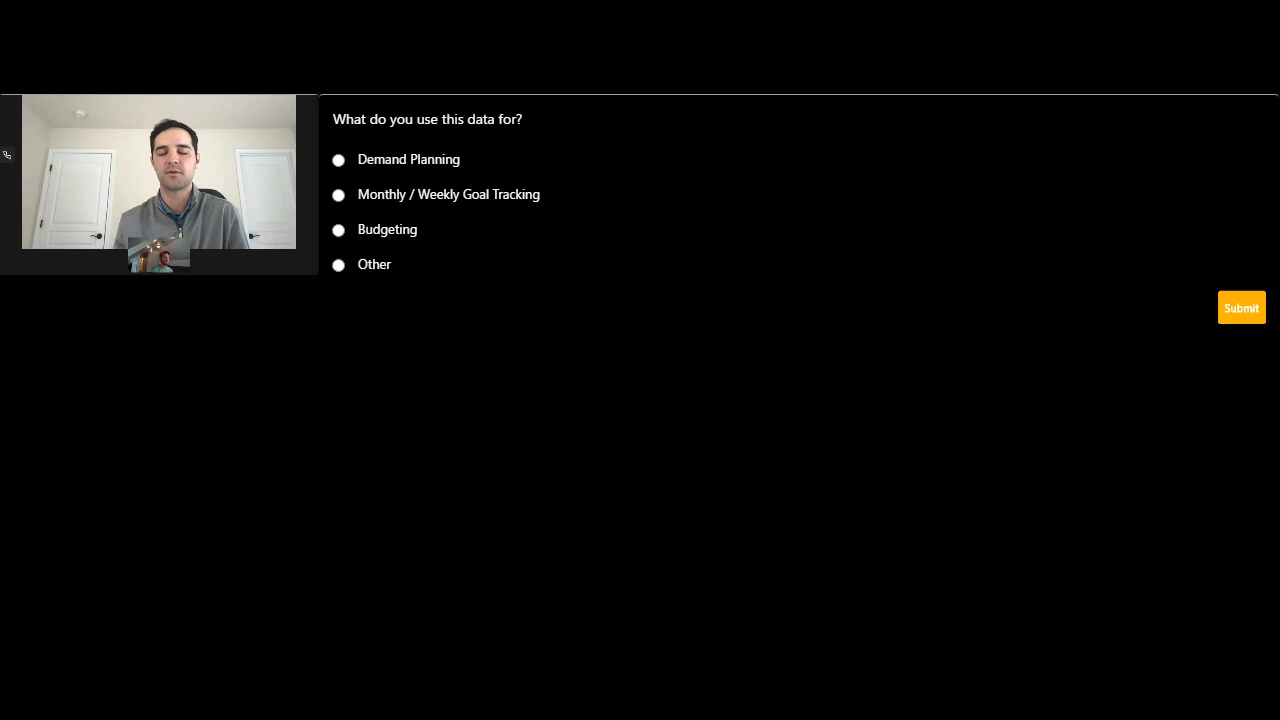 What do you use this data for?
Demand Planning
Monthly / Weekly Goal Tracking
Budgeting
Other
Submit